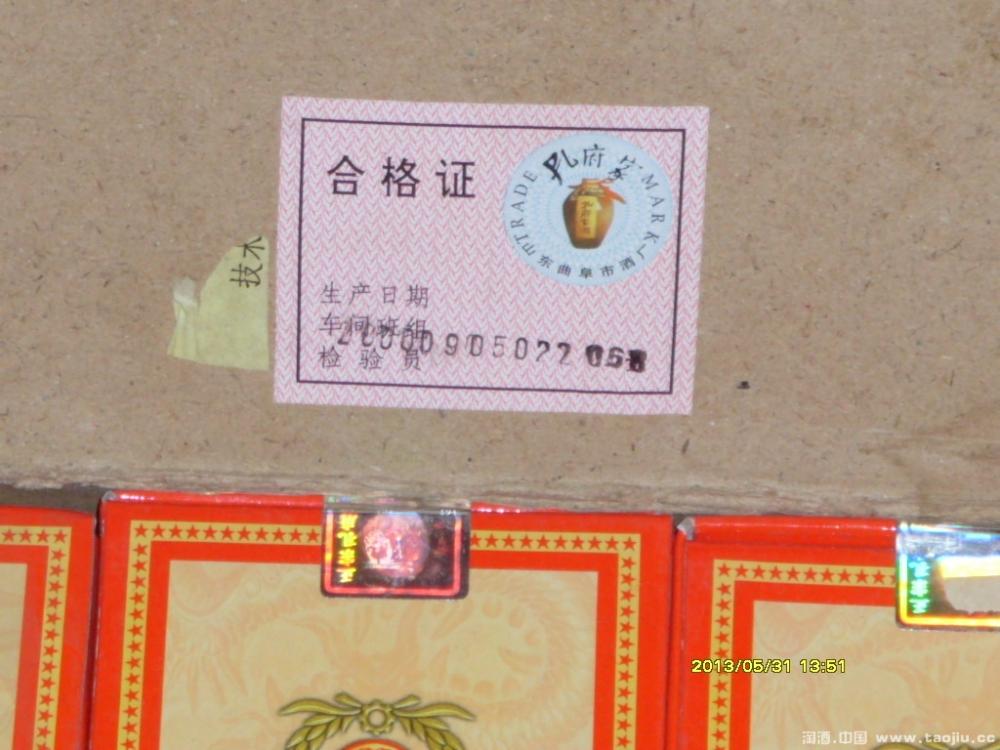 合格证
孔府家
TRADE MARK
山东曲阜市酒厂
技术
生产日期
车间班组
检验员
2013/05/31 13:51
淘酒.中国 www.taojiu.cc